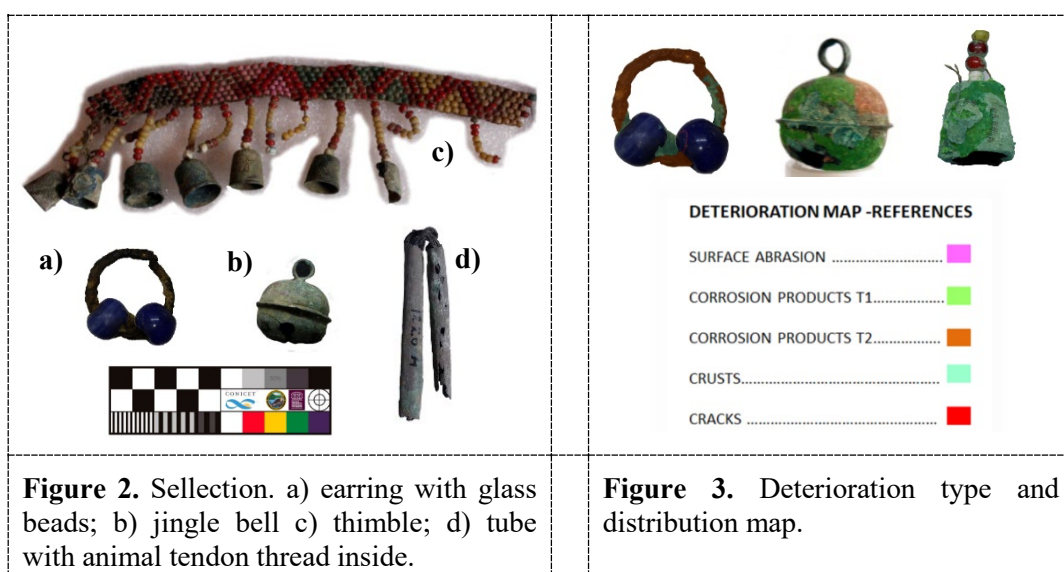 c)
a)
b)
d)
1220 A
CONICET
Figure 2. Sellection. a) earring with glass
beads; b) jingle bell c) thimble; d) tube
with animal tendon thread inside.
DETERIORATION MAP -REFERENCES
SURFACE ABRASION ................................
CORROSION PRODUCTS T1...................
CORROSION PRODUCTS T2...................
CRUSTS.......................................................
CRACKS ......................................................
Figure 3. Deterioration type and
distribution map.